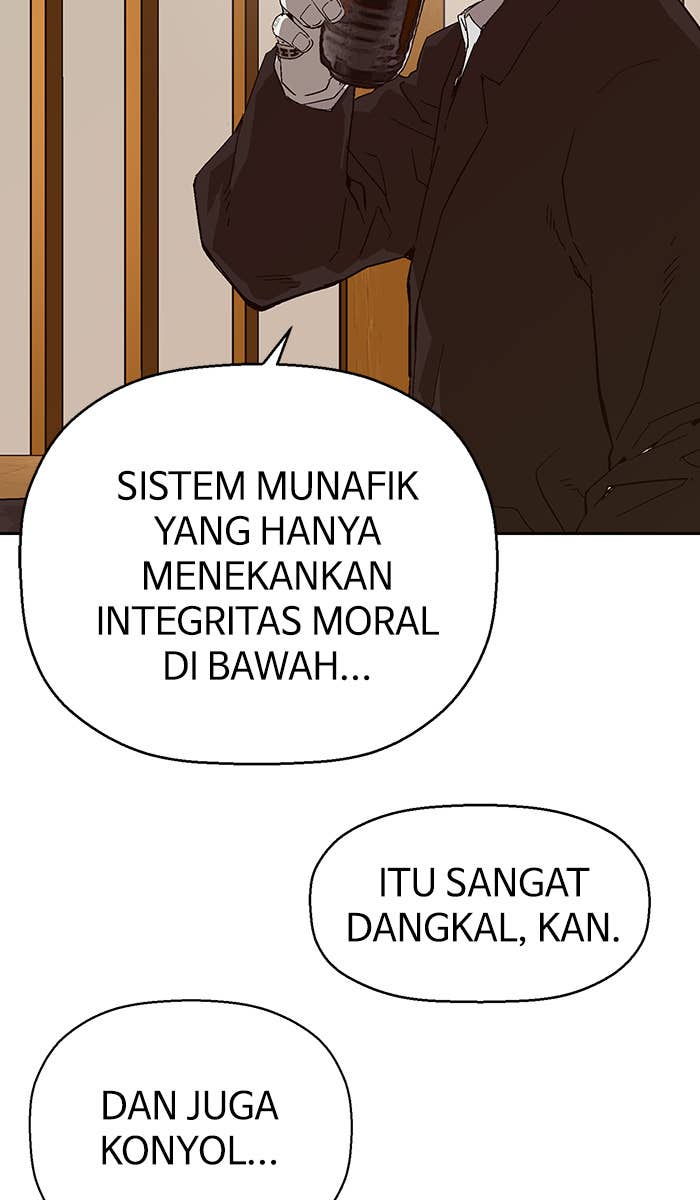 SISTEM MUNAFIK
YANG HANYA
MENEKANKAN
INTEGRITAS MORAL
DI BAWAH...
ITU SANGAT
DANGKAL, KAN.
DAN JUGA
KONYOL...